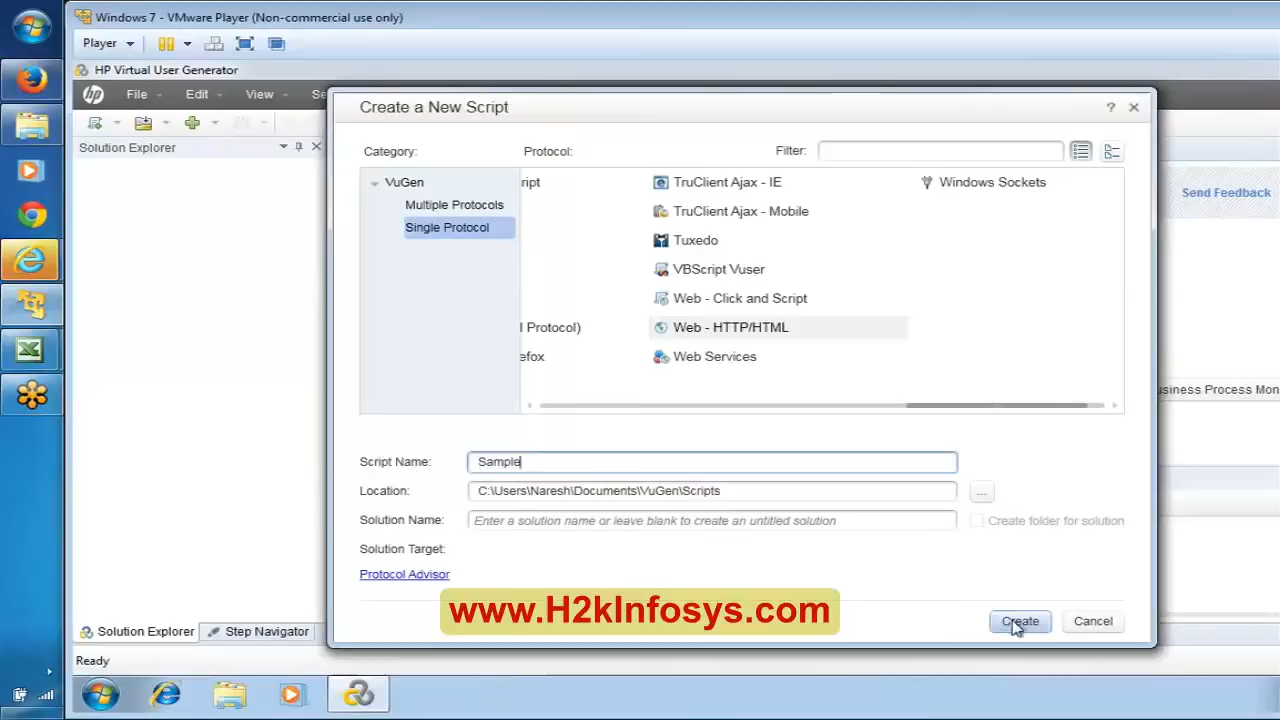 Windows 7 - VMware Player (Non-commercial use only)
Player
HP Virtual User Generator
hp File Edit View Se
Solution Explorer
Create a New Script
Category: Protocol: Filter:
VuGen
Multiple Protocols
Single Protocol
ript
l Protocol)
efox
TruClient Ajax - IE
TruClient Ajax - Mobile
Tuxedo
VBScript Vuser
Web - Click and Script
Web - HTTP/HTML
Web Services
Windows Sockets
Send Feedback
usiness Process Mon
Script Name: Sample
Location: C:\Users\Naresh\Documents\VuGen\Scripts ...
Solution Name: Enter a solution name or leave blank to create an untitled solution Create folder for solution
Solution Target:
Protocol Advisor
www.H2kInfosys.com
Create Cancel
Solution Explorer Step Navigator
Ready